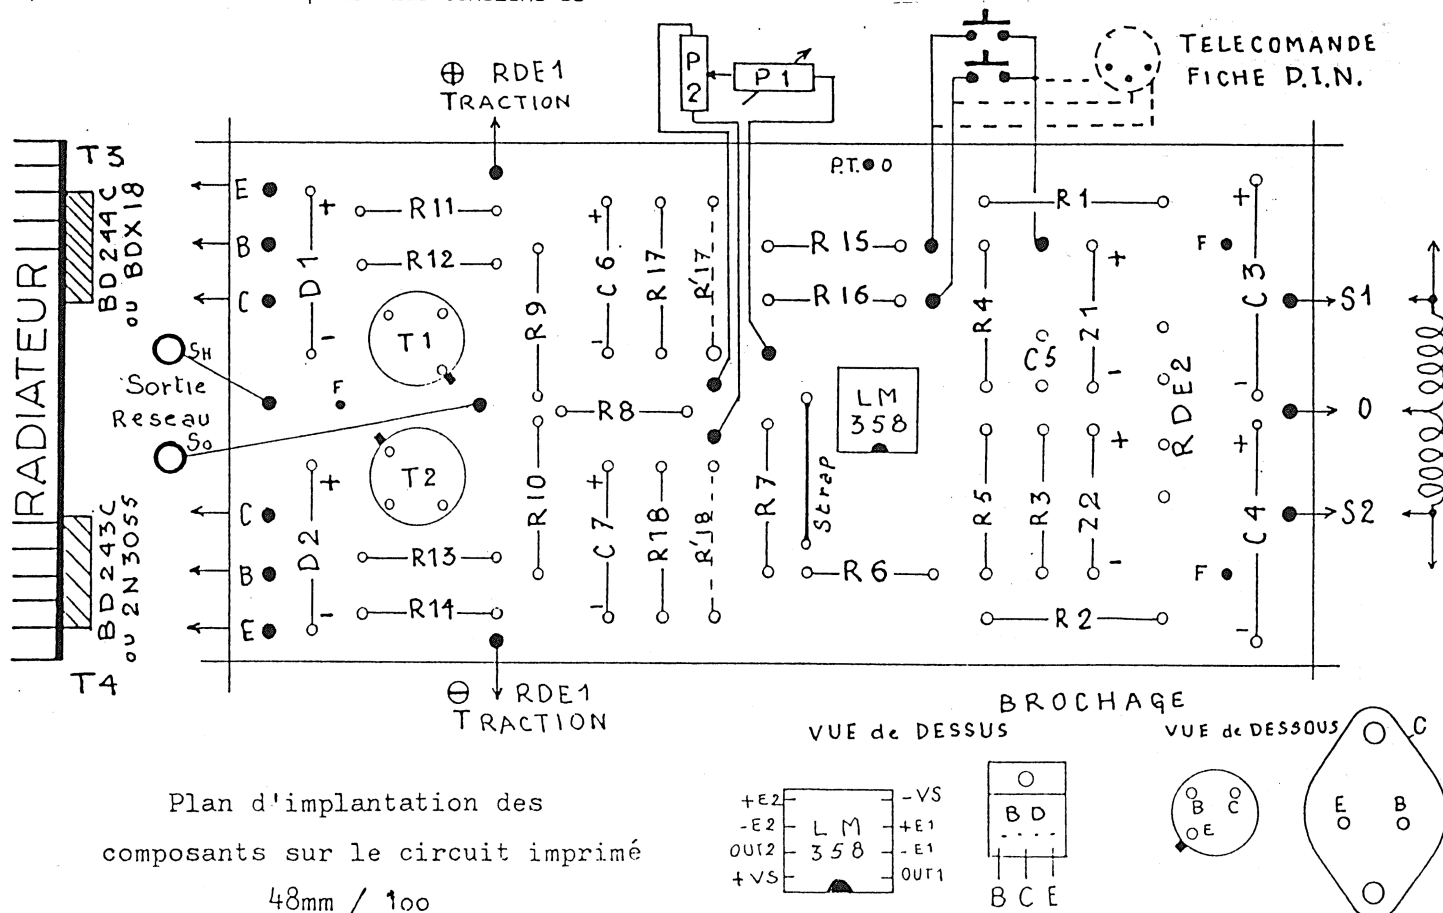 TELECOMANDE
FICHE D.I.N.
P2
P1
⊕ RDE1
TRACTION
T3
BD244C
ou BDX18
RADIATEUR
BD243C
ou 2N3055
T4
E
B
C
SH
Sortie
Reseau
So
C
B
E
D1
+
-
D2
+
-
F
R11
R12
T1
T2
R13
R14
R9
R10
R8
C6
+
-
R17
R'17
C7
+
-
R18
R'18
P.T. 0
R15
R16
R7
Strap
LM
358
R6
R1
R4
C5
Z1
+
-
R5
R3
Z2
+
-
R2
RDE2
F
F
C3
+
-
C4
+
-
S1
0
S2
⊖ RDE1
TRACTION
BROCHAGE
VUE de DESSUS
VUE de DESSOUS
Plan d'implantation des
composants sur le circuit imprimé
48mm / 100
+E2
-E2
OUT2
+VS
LM
358
-VS
+E1
-E1
OUT1
BD
....
B C E
B C
E
C
E B